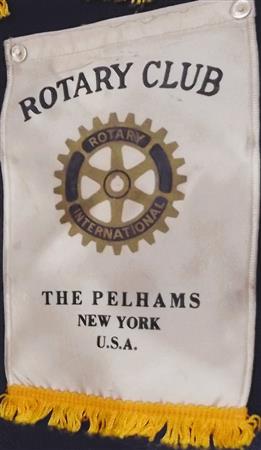 ROTARY CLUB
ROTARY
INTERNATIONAL
THE PELHAMS
NEW YORK
U.S.A.